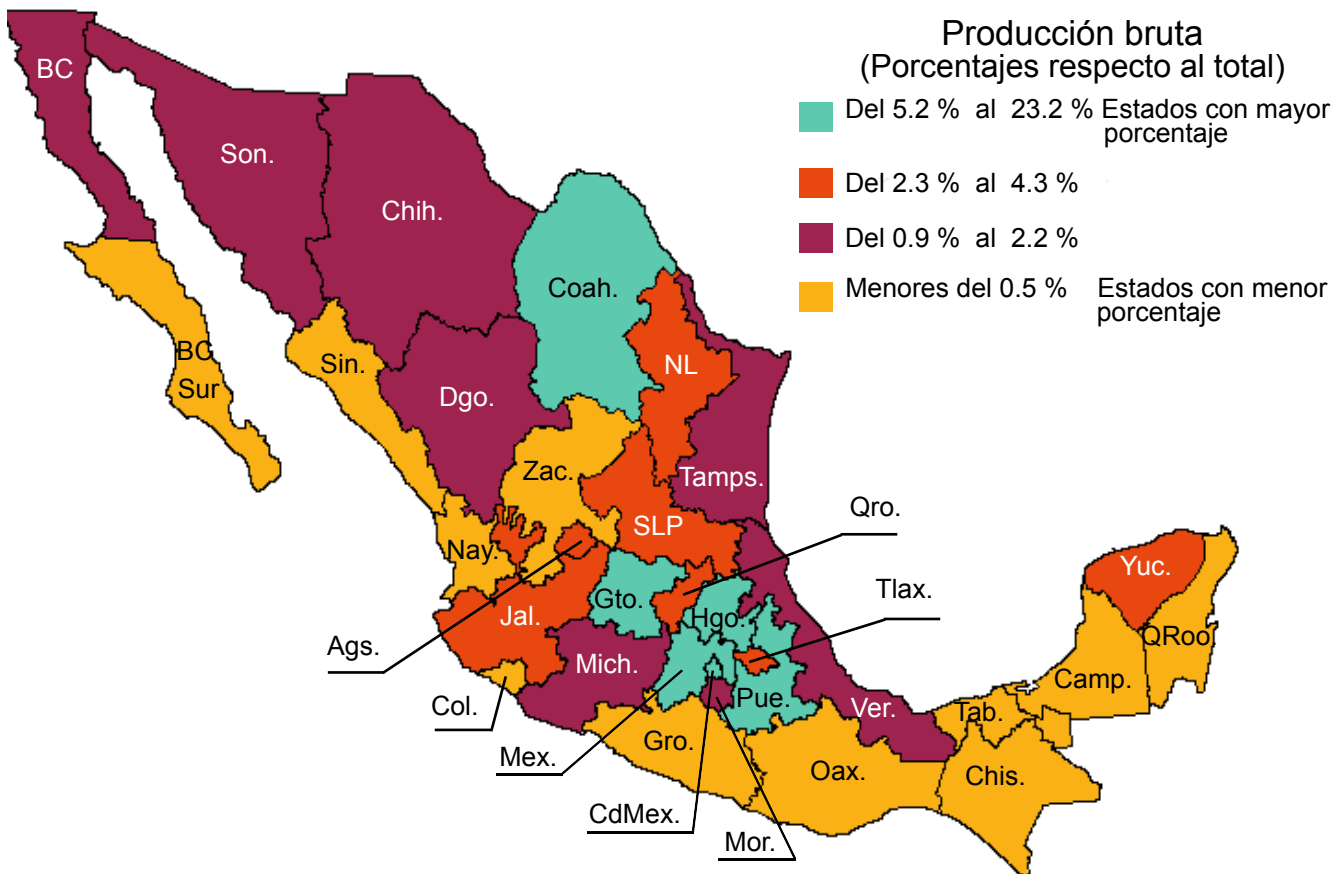 Producción bruta
(Porcentajes respecto al total)
Del 5.2 % al 23.2 % Estados con mayor
porcentaje
Del 2.3 % al 4.3 %
Del 0.9 % al 2.2 %
Menores del 0.5 % Estados con menor
porcentaje
BC
Son.
Chih.
Coah.
BC
Sur
Sin.
NL
Dgo.
Zac.
Tamps.
Qro.
SLP
Nay.
Yuc.
Tlax.
Gto.
Hgo.
Jal.
QRoo
Ags.
Mich.
Camp.
Col.
Pue.
Ver.
Tab.
Mex.
Gro.
Oax.
Chis.
CdMex.
Mor.